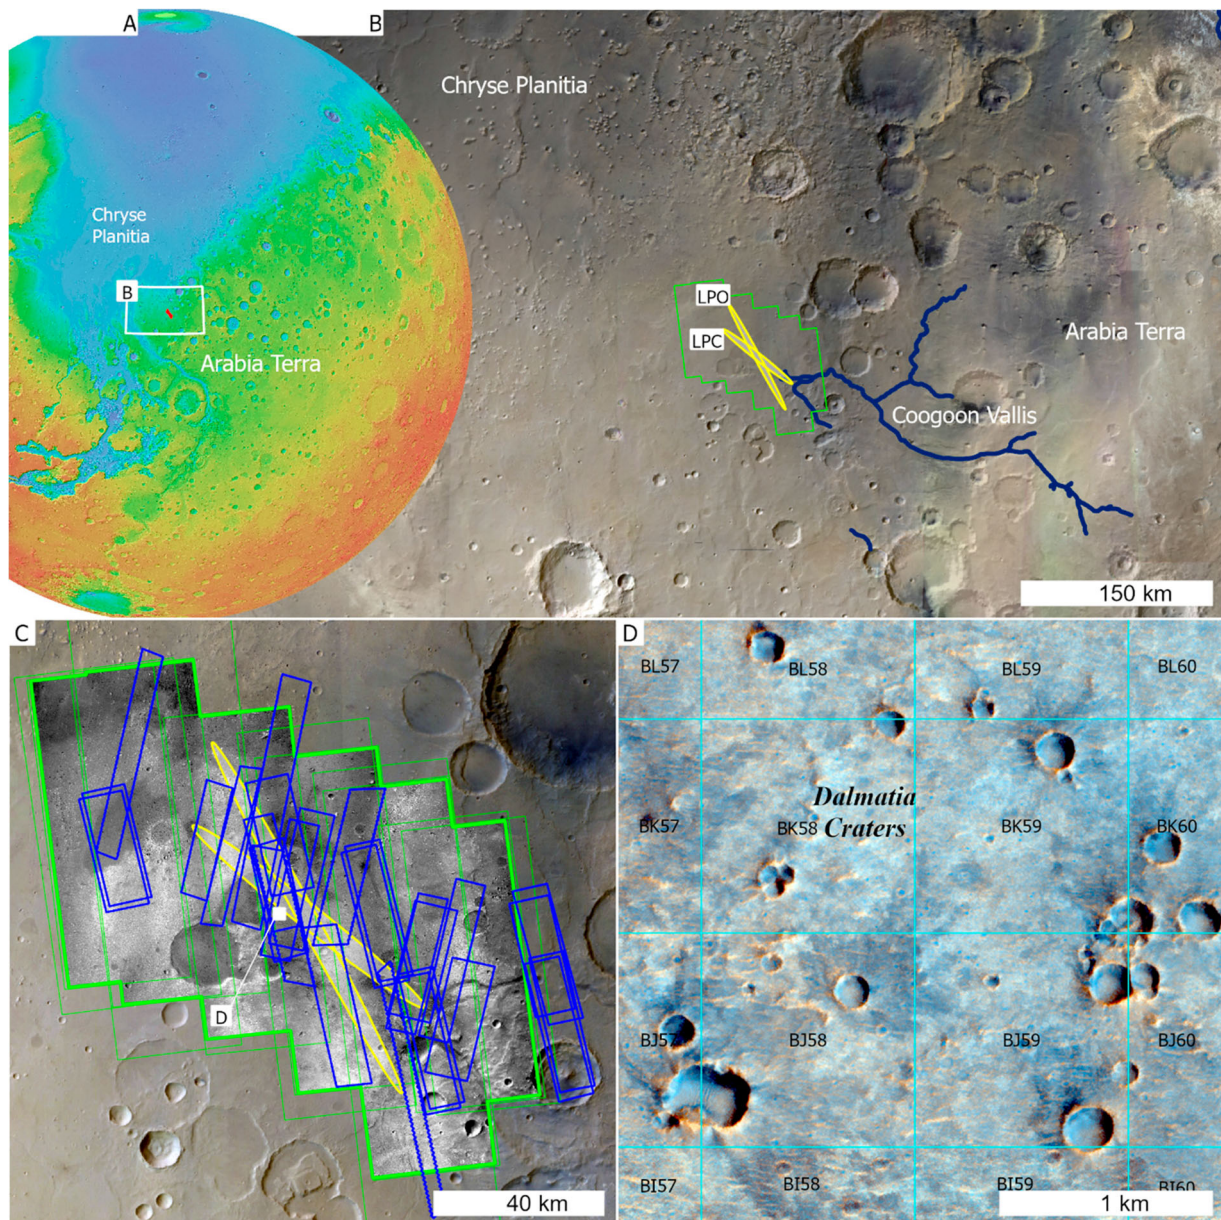 A
B
Chryse Planitia
Chryse
Planitia
B
Arabia Terra
LPO
LPC
Arabia Terra
Coogoon Vallis
150 km
C
D
40 km
D
BL57
BL58
BL59
BL60
Dalmatia
Craters
BK57
BK58
BK59
BK60
BJ57
BJ58
BJ59
BJ60
BI57
BI58
BI59
BI60
1 km